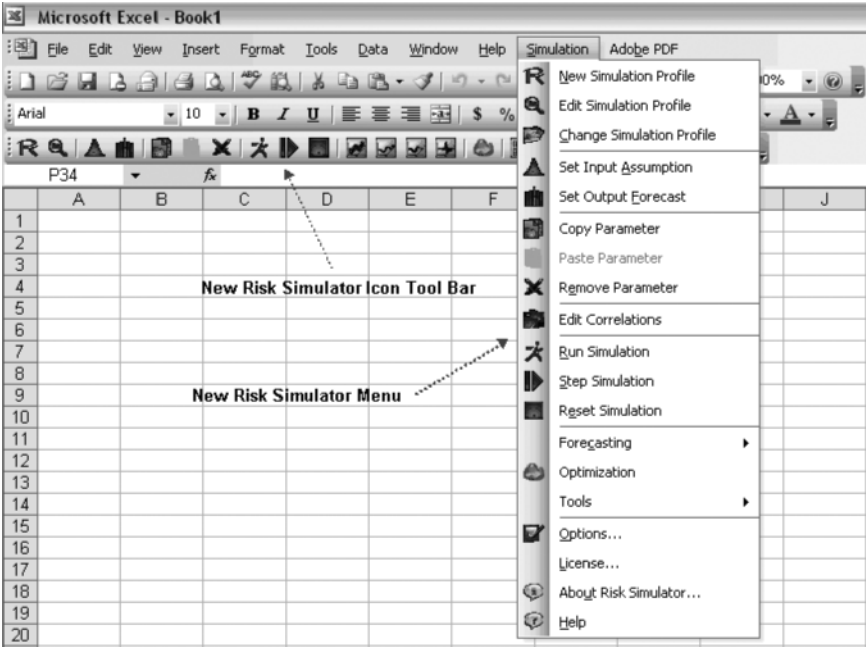 Microsoft Excel - Book1
File Edit View Insert Format Tools Data Window Help Simulation Adobe PDF
Arial 10 B I U $ %
P34 fx
A B C D E F J
1
2
3
4
5
6
7
8
9
10
11
12
13
14
15
16
17
18
19
20
New Risk Simulator Icon Tool Bar
New Risk Simulator Menu
New Simulation Profile
Edit Simulation Profile
Change Simulation Profile
Set Input Assumption
Set Output Forecast
Copy Parameter
Paste Parameter
Remove Parameter
Edit Correlations
Run Simulation
Step Simulation
Reset Simulation
Forecasting
Optimization
Tools
Options...
License...
About Risk Simulator...
Help